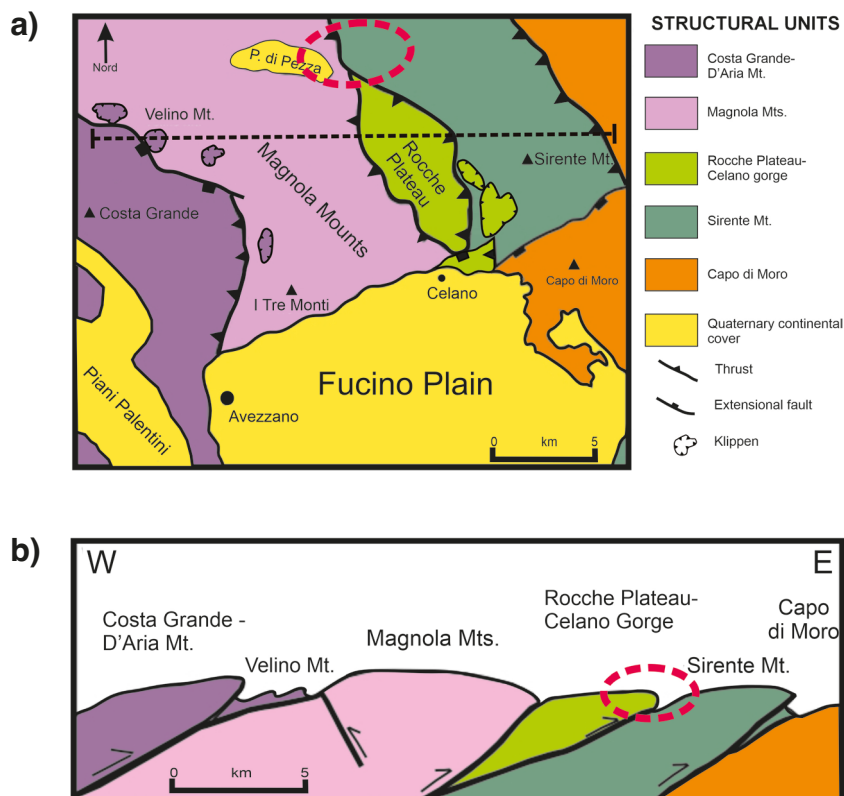 a)
Nord
P. di Pezza
Velino Mt.
Magnola Mounts
Rocche
Plateau
Sirente Mt.
Costa Grande
Capo di Moro
I Tre Monti
Celano
Piani Palentini
Fucino Plain
Avezzano
km
0 5
STRUCTURAL UNITS
Costa Grande-
D'Aria Mt.
Magnola Mts.
Rocche Plateau-
Celano gorge
Sirente Mt.
Capo di Moro
Quaternary continental
cover
Thrust
Extensional fault
Klippen
b)
W
E
Costa Grande -
D'Aria Mt.
Velino Mt.
Magnola Mts.
Rocche Plateau-
Celano Gorge
Sirente Mt.
Capo
di Moro
0 km 5